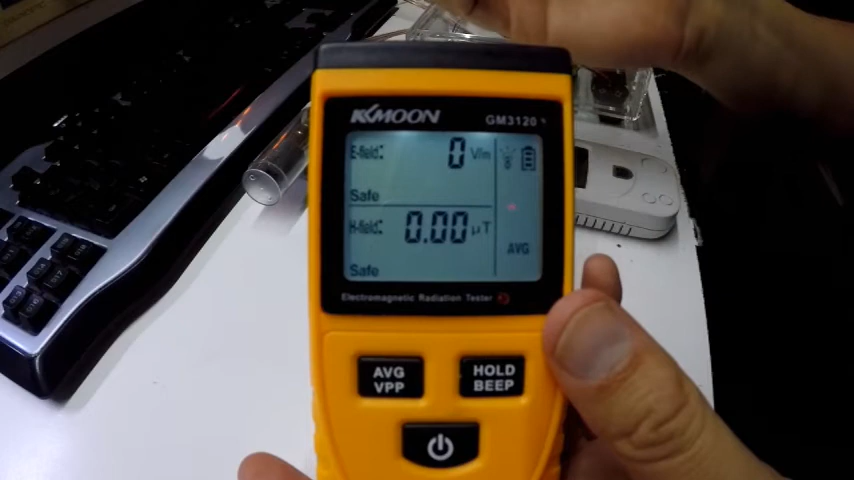 KKMOON
GM3120
E-field: 0 V/m
Safe
H-field: 0.00 µT
AVG
Safe
Electromagnetic Radiation Tester
AVG
VPP
HOLD
BEEP